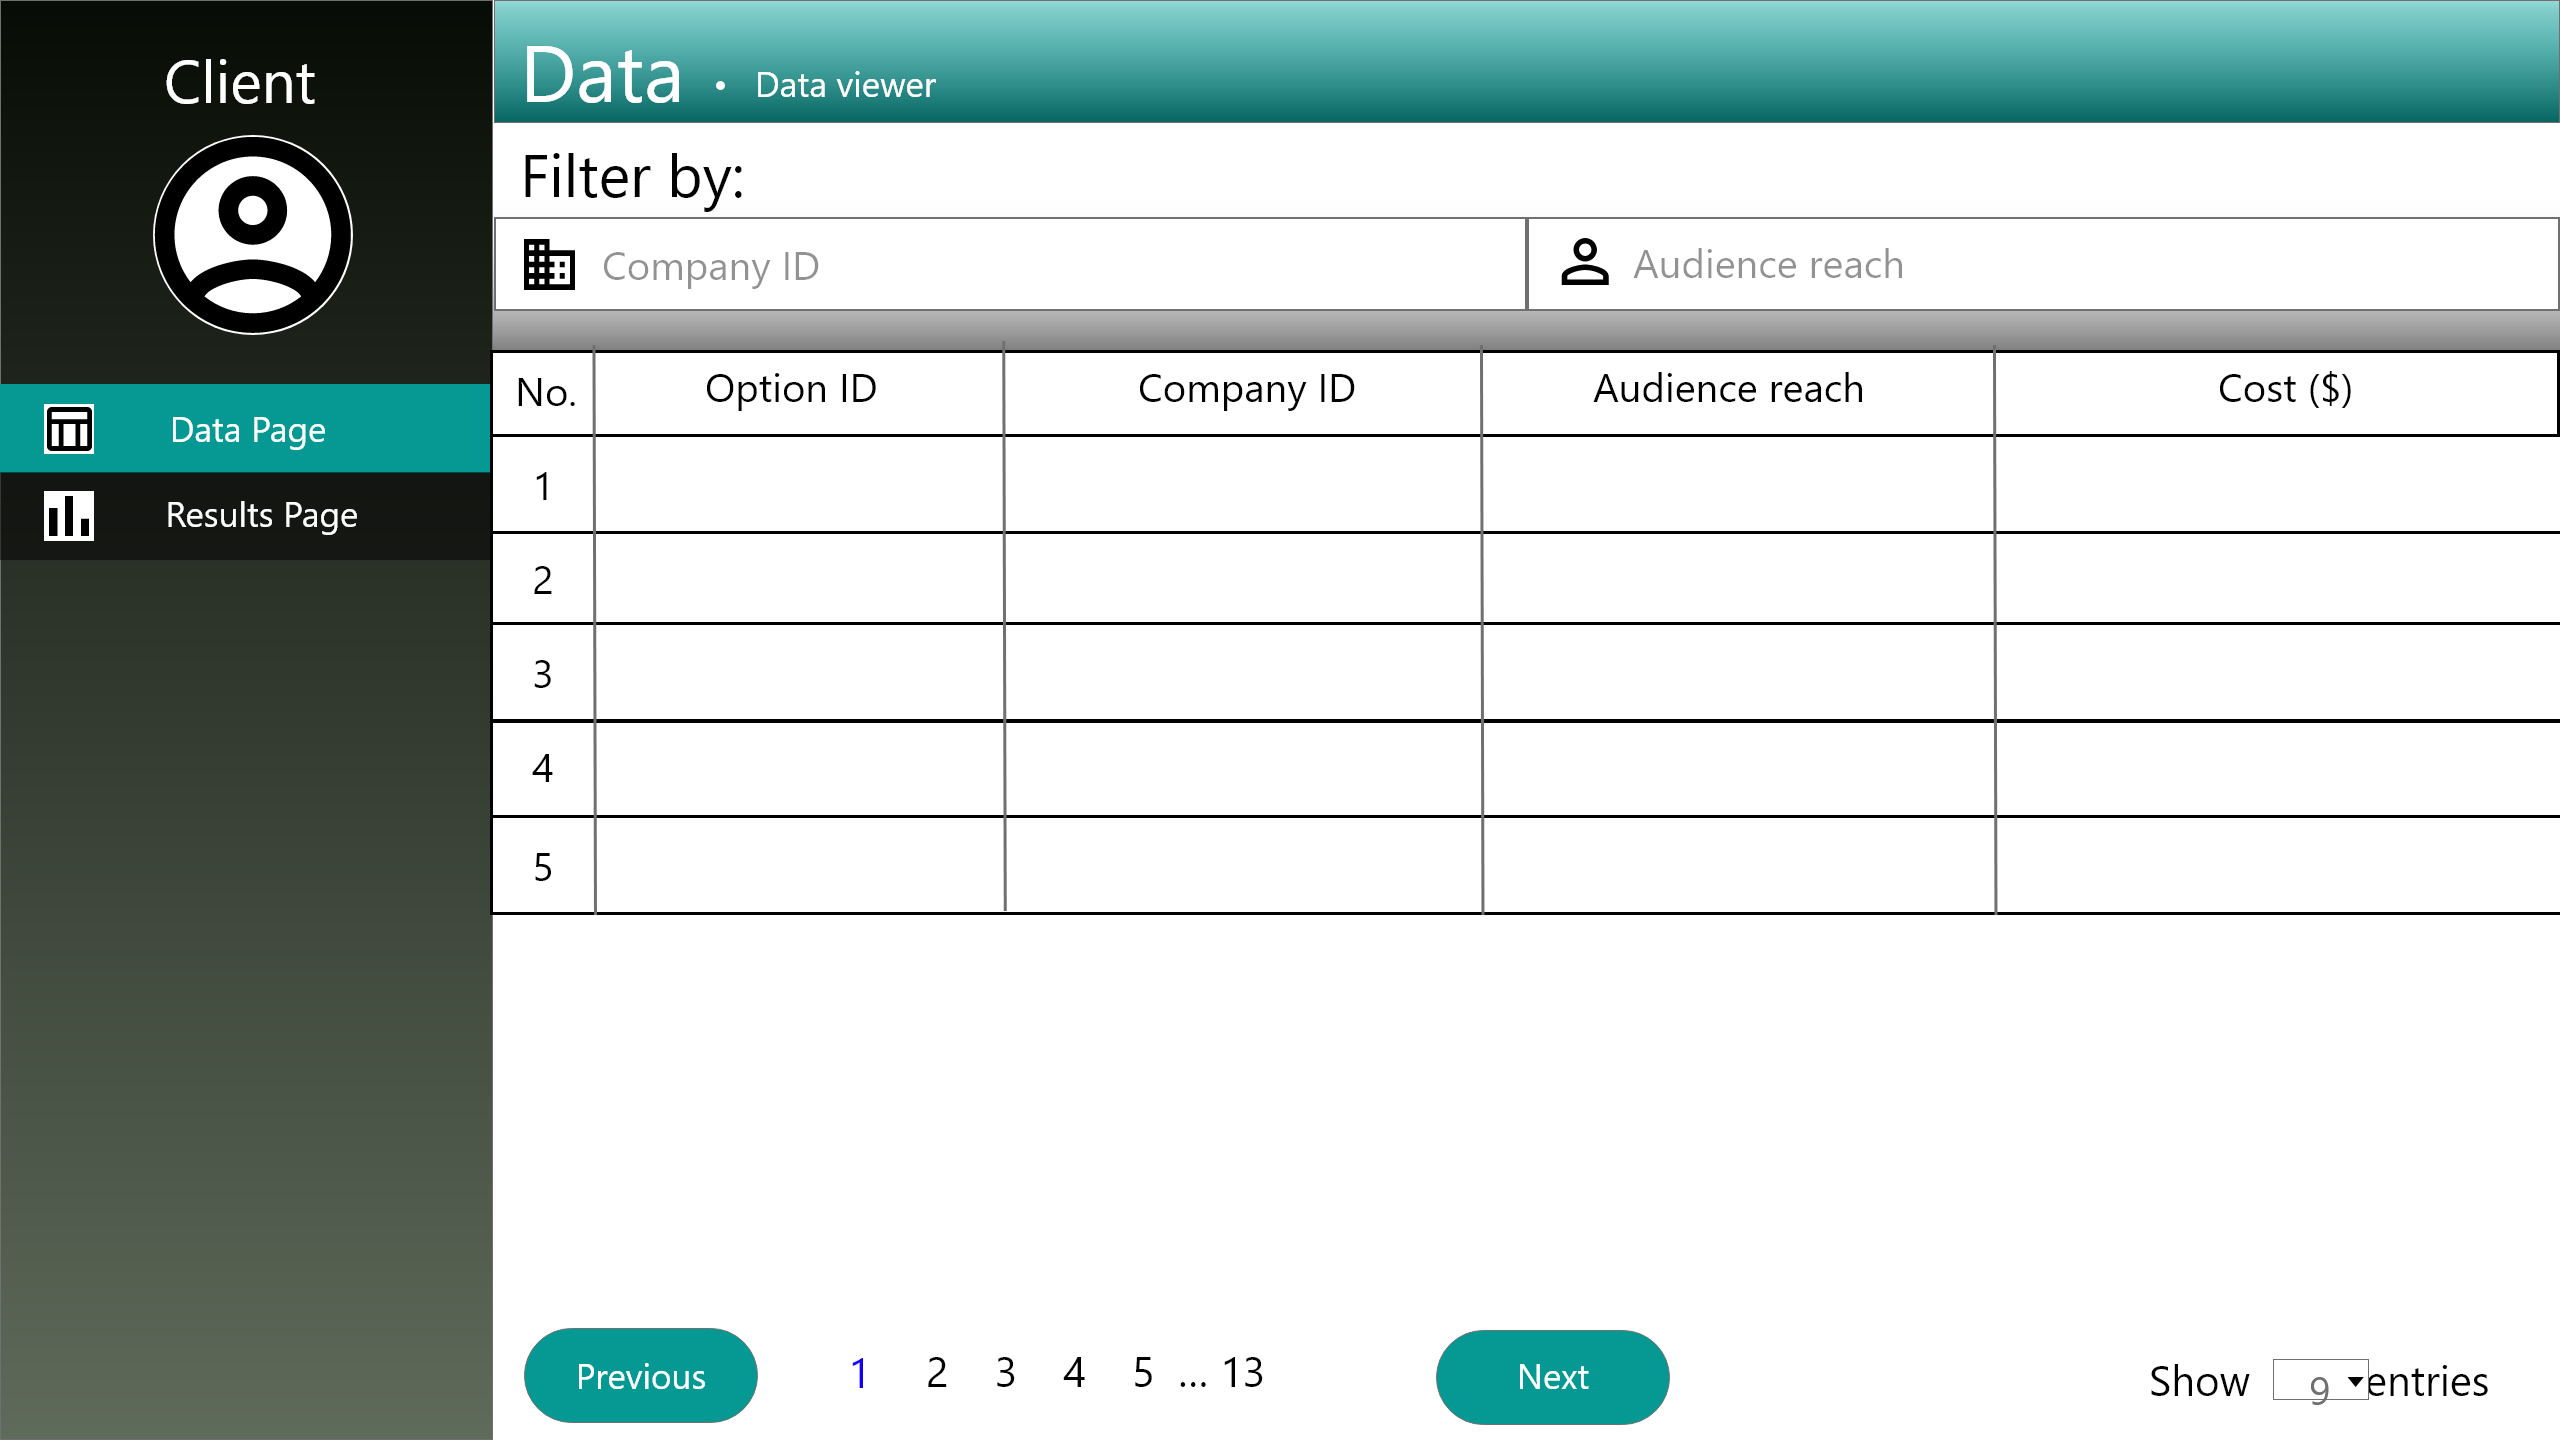 Client
Data Page
Results Page
Data • Data viewer
Filter by:
Company ID
Audience reach
No. Option ID Company ID Audience reach Cost ($)
1
2
3
4
5
Previous 1 2 3 4 5 ... 13 Next
Show 9 entries